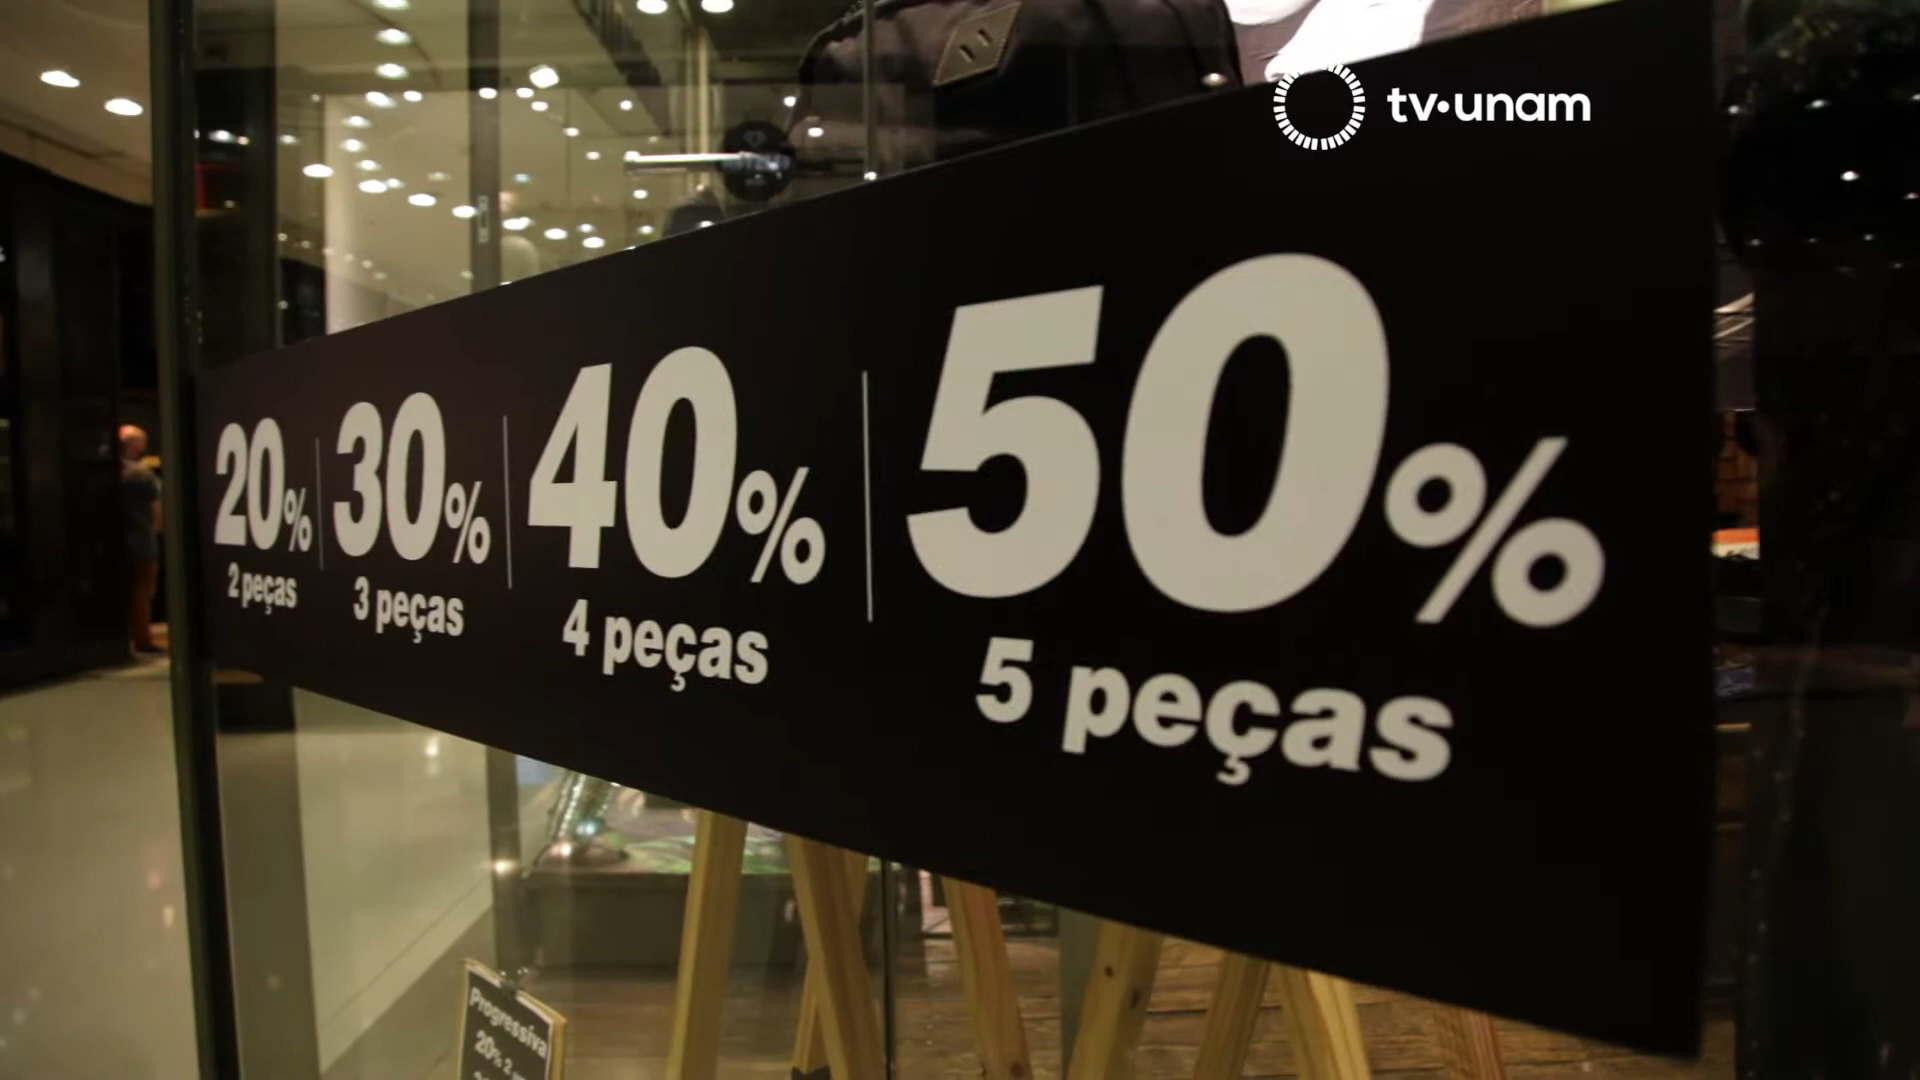 tv·unam
20% 30% 40% 50%
2 peças 3 peças 4 peças 5 peças
Progressiva
20% 2